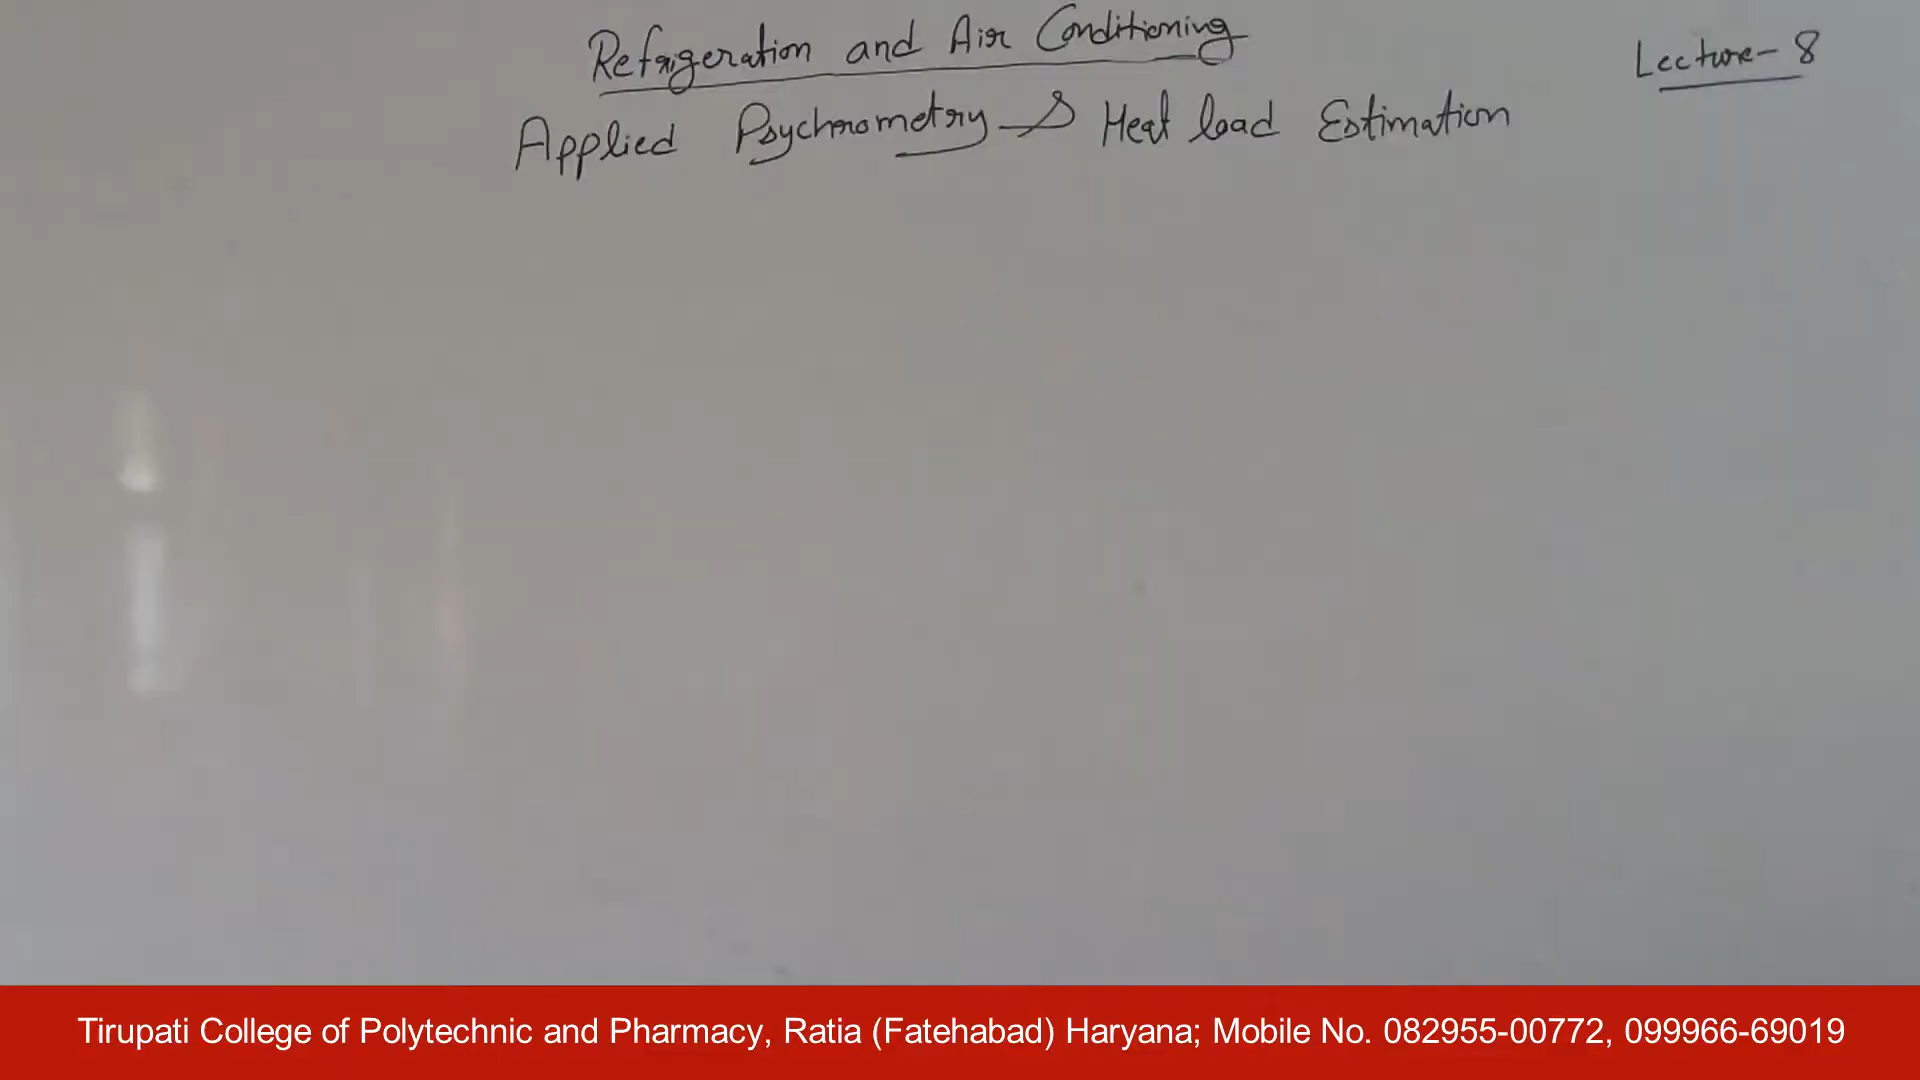 Refrigeration and Air Conditioning
Lecture-8
Applied Psychrometry & Heat load Estimation
Tirupati College of Polytechnic and Pharmacy, Ratia (Fatehabad) Haryana; Mobile No. 082955-00772, 099966-69019